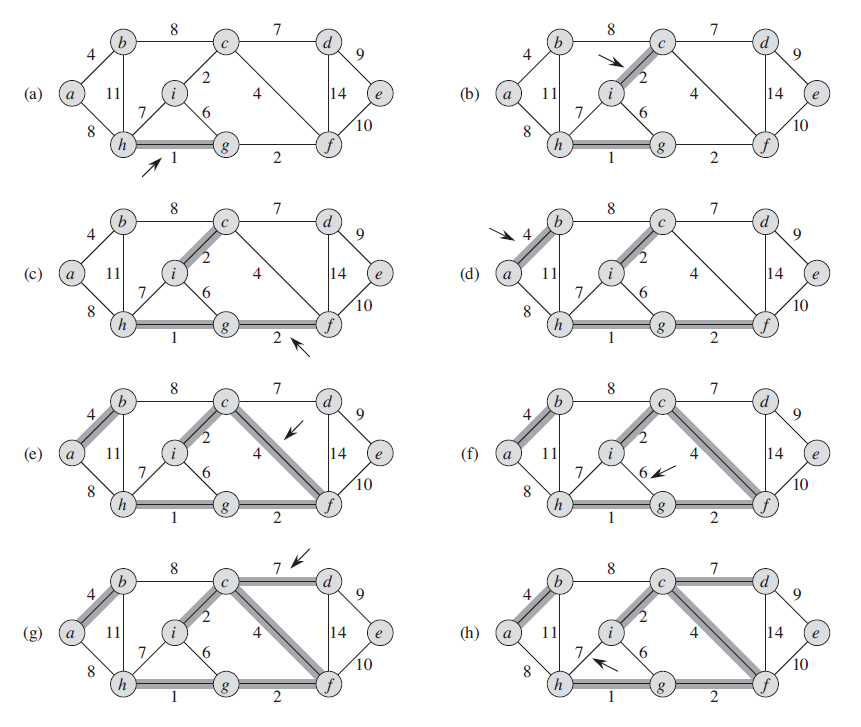 8 7
b c d
4 9
2
(a) a 11 i 4 14 e
7 6
8 10
h g f
1 2
8 7
b c d
4 9
2
(b) a 11 i 4 14 e
7 6
8 10
h g f
1 2
8 7
b c d
4 9
2
(c) a 11 i 4 14 e
7 6
8 10
h g f
1 2
8 7
b c d
4 9
2
(d) a 11 i 4 14 e
7 6
8 10
h g f
1 2
8 7
b c d
4 9
2
(e) a 11 i 4 14 e
7 6
8 10
h g f
1 2
8 7
b c d
4 9
2
(f) a 11 i 4 14 e
7 6
8 10
h g f
1 2
8 7
b c d
4 9
2
(g) a 11 i 4 14 e
7 6
8 10
h g f
1 2
8 7
b c d
4 9
2
(h) a 11 i 4 14 e
7 6
8 10
h g f
1 2